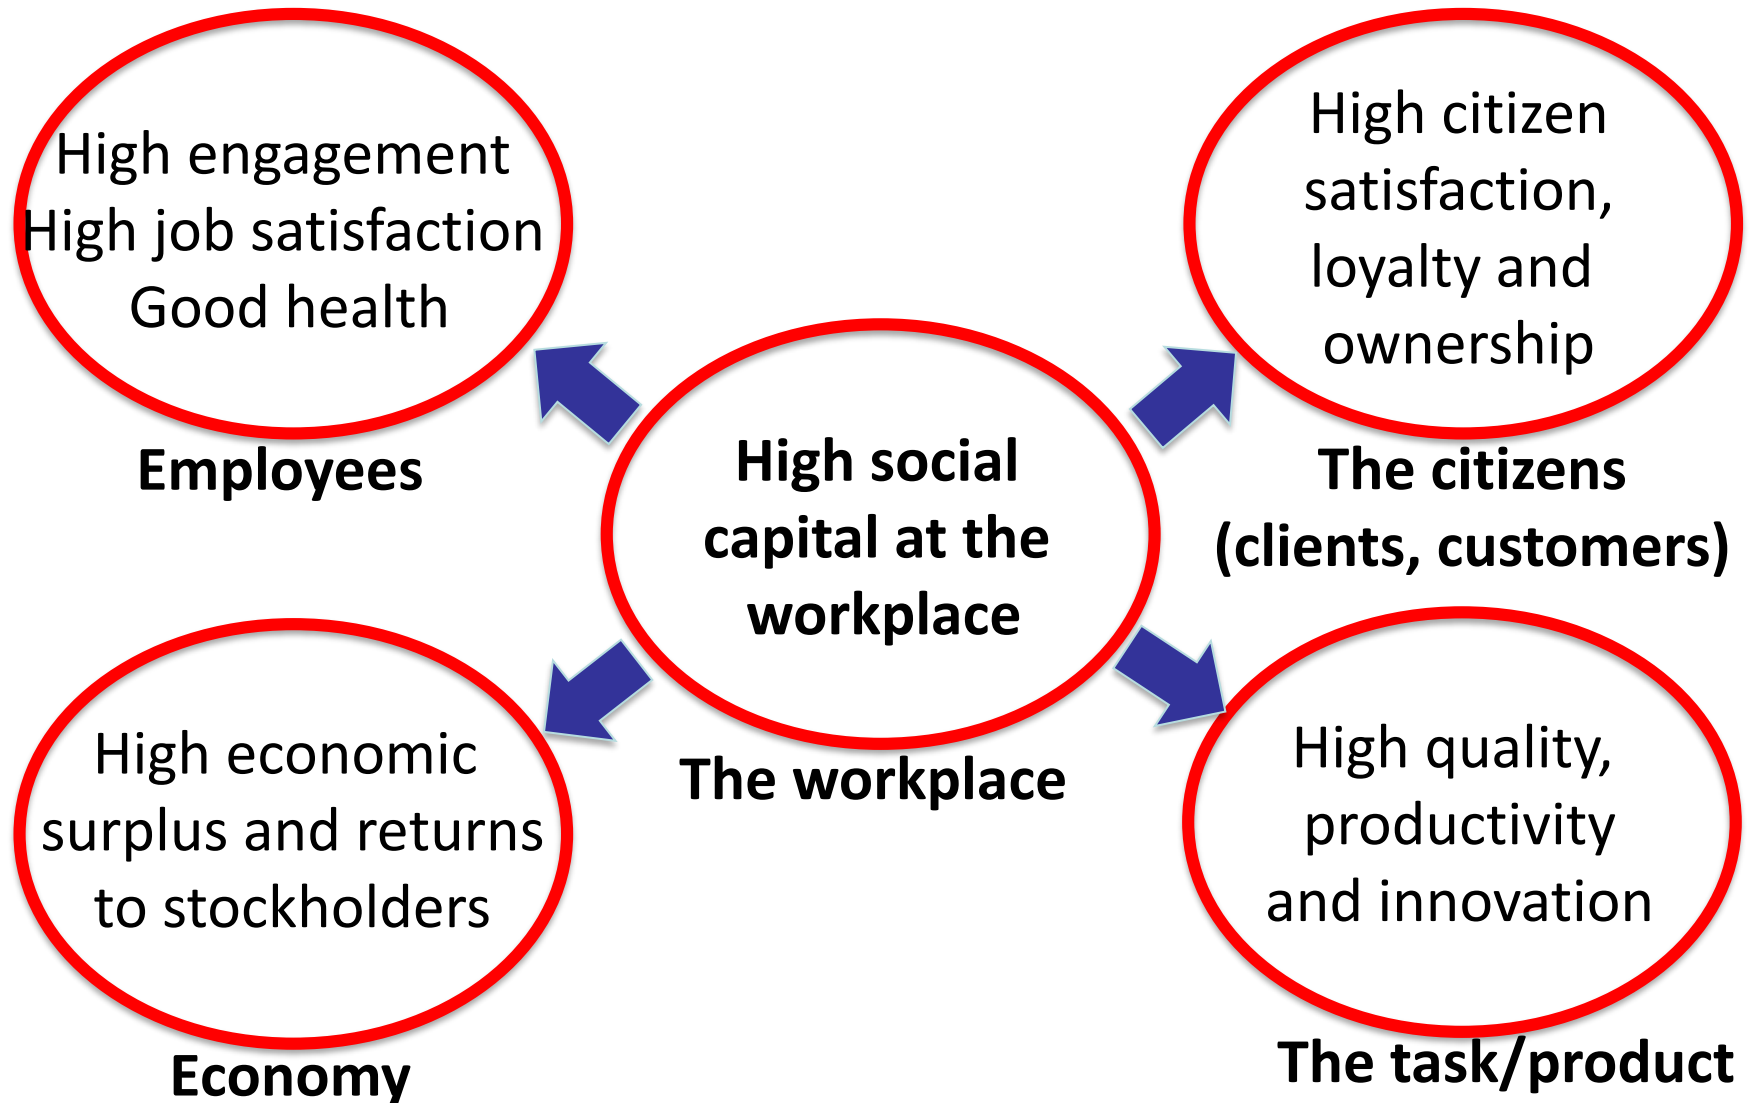 High engagement
High job satisfaction
Good health
Employees
High citizen
satisfaction,
loyalty and
ownership
The citizens
(clients, customers)
High social
capital at the
workplace
The workplace
High economic
surplus and returns
to stockholders
Economy
High quality,
productivity
and innovation
The task/product